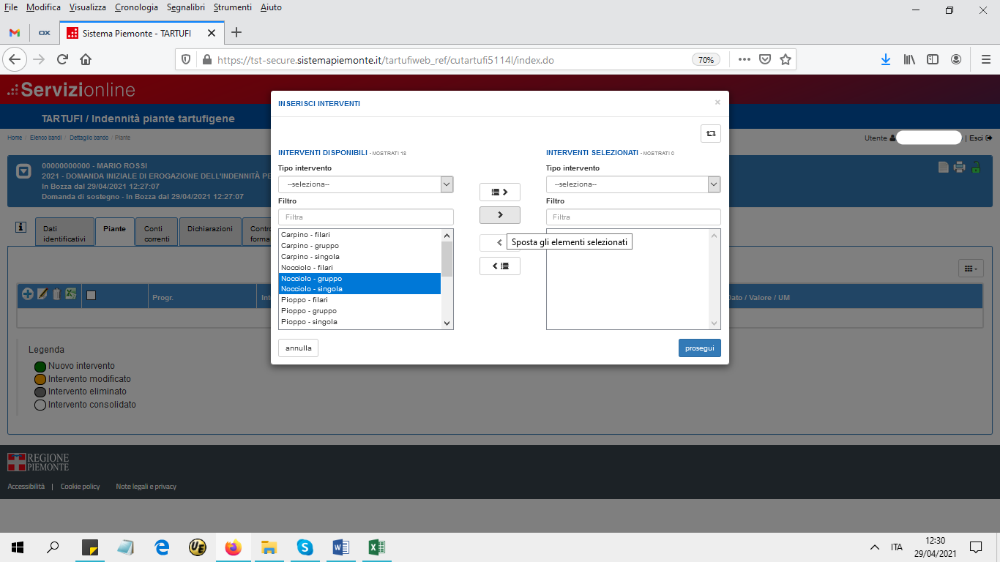 File Modifica Visualizza Cronologia Segnalibri Strumenti Aiuto
Sistema Piemonte - TARTUFI
https://tst-secure.sistemapiemonte.it/tartufiweb_ref/cutartufi5114l/index.do
70%
Servizionline
TARTUFI / Indennità piante tartufigene
Home / Elenco bandi / Dettaglio bando / Piante
Utente | Esci
00000000000 - MARIO ROSSI
2021 - DOMANDA INIZIALE DI EROGAZIONE DELL'INDENNITÀ PE
In Bozza dal 29/04/2021 12:27:07
Domanda di sostegno - In Bozza dal 29/04/2021 12:27:07
Dati identificativi
Piante
Conti correnti
Dichiarazioni
Contro
forma
Progr.
Int
Dato / Valore / UM
Legenda
Nuovo intervento
Intervento modificato
Intervento eliminato
Intervento consolidato
INSERISCI INTERVENTI
×
INTERVENTI DISPONIBILI - MOSTRATI 18
Tipo intervento
--seleziona--
Filtro
Filtra
Carpino - filari
Carpino - gruppo
Carpino - singola
Nocciolo - filari
Nocciolo - gruppo
Nocciolo - singola
Pioppo - filari
Pioppo - gruppo
Pioppo - singola
INTERVENTI SELEZIONATI - MOSTRATI 0
Tipo intervento
--seleziona--
Filtro
Filtra
Sposta gli elementi selezionati
annulla
prosegui
REGIONE
PIEMONTE
Accessibilità | Cookie policy Note legali e privacy
ITA
12:30
29/04/2021